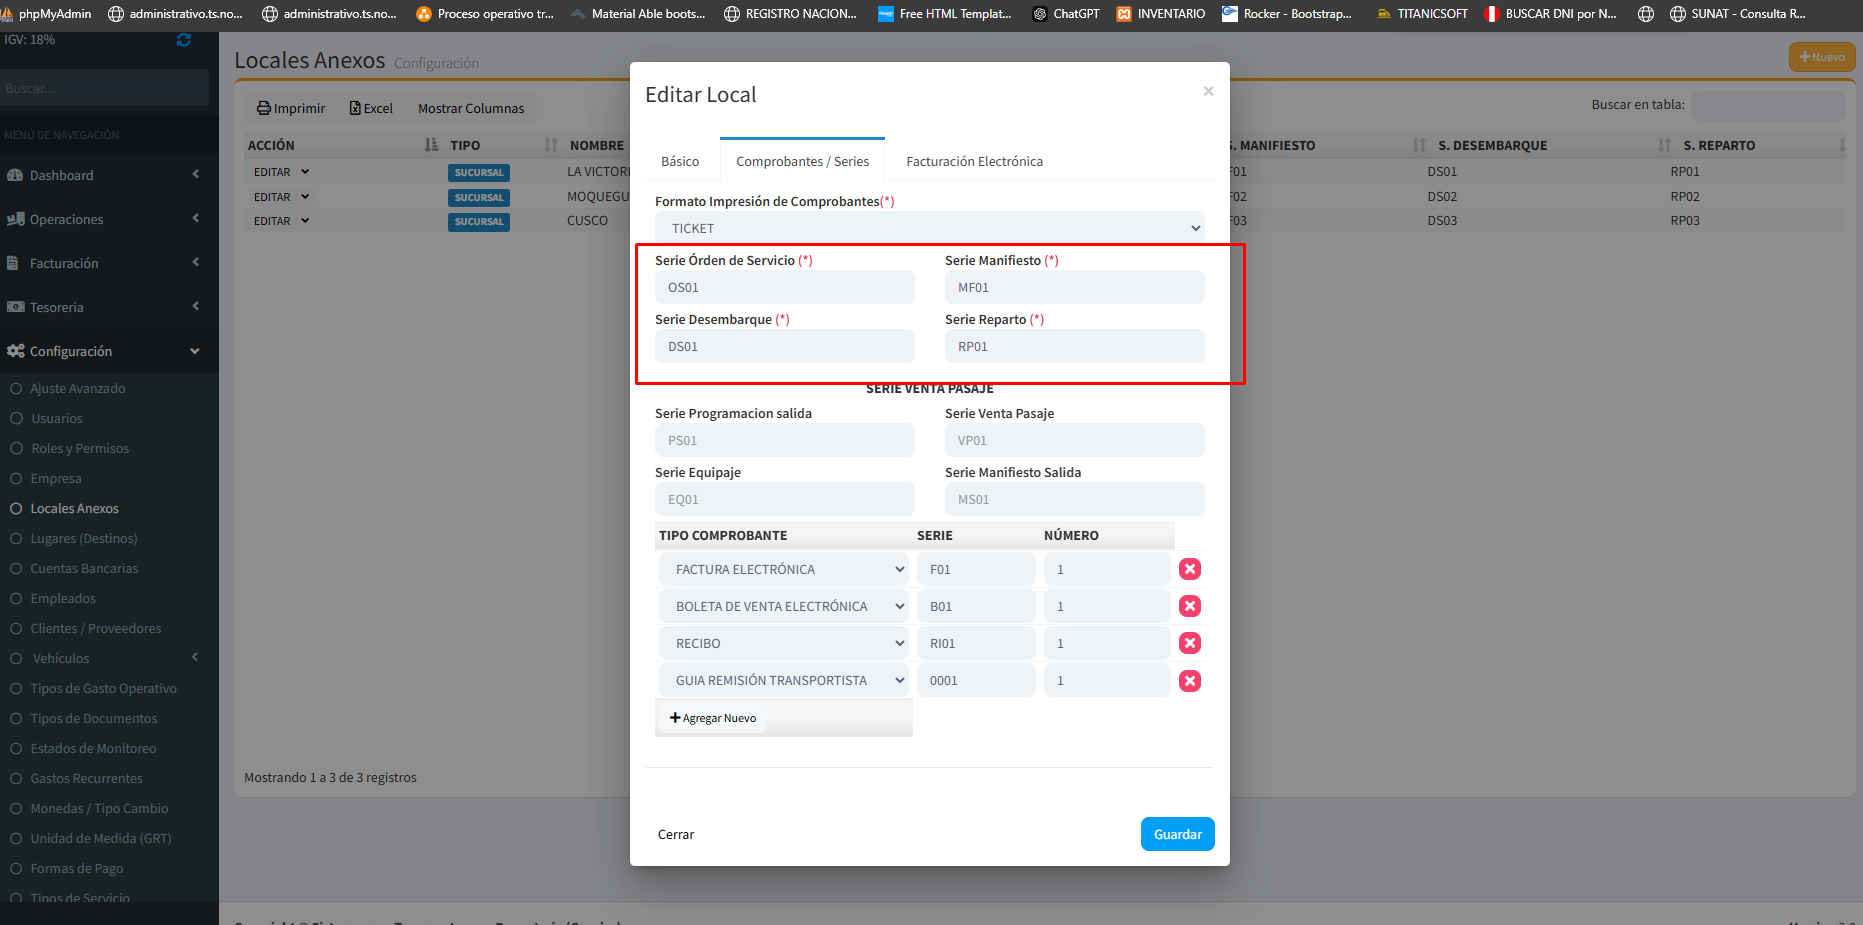 phpMyAdmin administrativo.ts.no... administrativo.ts.no... Proceso operativo tr... Material Able boots... REGISTRO NACION... Free HTML Templat... ChatGPT INVENTARIO Rocker - Bootstrap... TITANICSOFT BUSCAR DNI por N... SUNAT - Consulta R...
IGV: 18%
Buscar...
MENÚ DE NAVEGACIÓN
Dashboard
Operaciones
Facturación
Tesoreria
Configuración
Ajuste Avanzado
Usuarios
Roles y Permisos
Empresa
Locales Anexos
Lugares (Destinos)
Cuentas Bancarias
Empleados
Clientes / Proveedores
Vehículos
Tipos de Gasto Operativo
Tipos de Documentos
Estados de Monitoreo
Gastos Recurrentes
Monedas / Tipo Cambio
Unidad de Medida (GRT)
Formas de Pago
Tipos de Servicio
Locales Anexos Configuración
Nuevo
Imprimir Excel Mostrar Columnas
Buscar en tabla:
ACCIÓN TIPO NOMBRE S. MANIFIESTO S. DESEMBARQUE S. REPARTO
EDITAR SUCURSAL LA VICTORI F01 DS01 RP01
EDITAR SUCURSAL MOQUEGU F02 DS02 RP02
EDITAR SUCURSAL CUSCO F03 DS03 RP03
Mostrando 1 a 3 de 3 registros
Editar Local ×
Básico Comprobantes / Series Facturación Electrónica
Formato Impresión de Comprobantes(*)
TICKET
Serie Órden de Servicio (*) Serie Manifiesto (*)
OS01 MF01
Serie Desembarque (*) Serie Reparto (*)
DS01 RP01
SERIE VENTA PASAJE
Serie Programacion salida Serie Venta Pasaje
PS01 VP01
Serie Equipaje Serie Manifiesto Salida
EQ01 MS01
TIPO COMPROBANTE SERIE NÚMERO
FACTURA ELECTRÓNICA F01 1
BOLETA DE VENTA ELECTRÓNICA B01 1
RECIBO RI01 1
GUIA REMISIÓN TRANSPORTISTA 0001 1
Agregar Nuevo
Cerrar Guardar